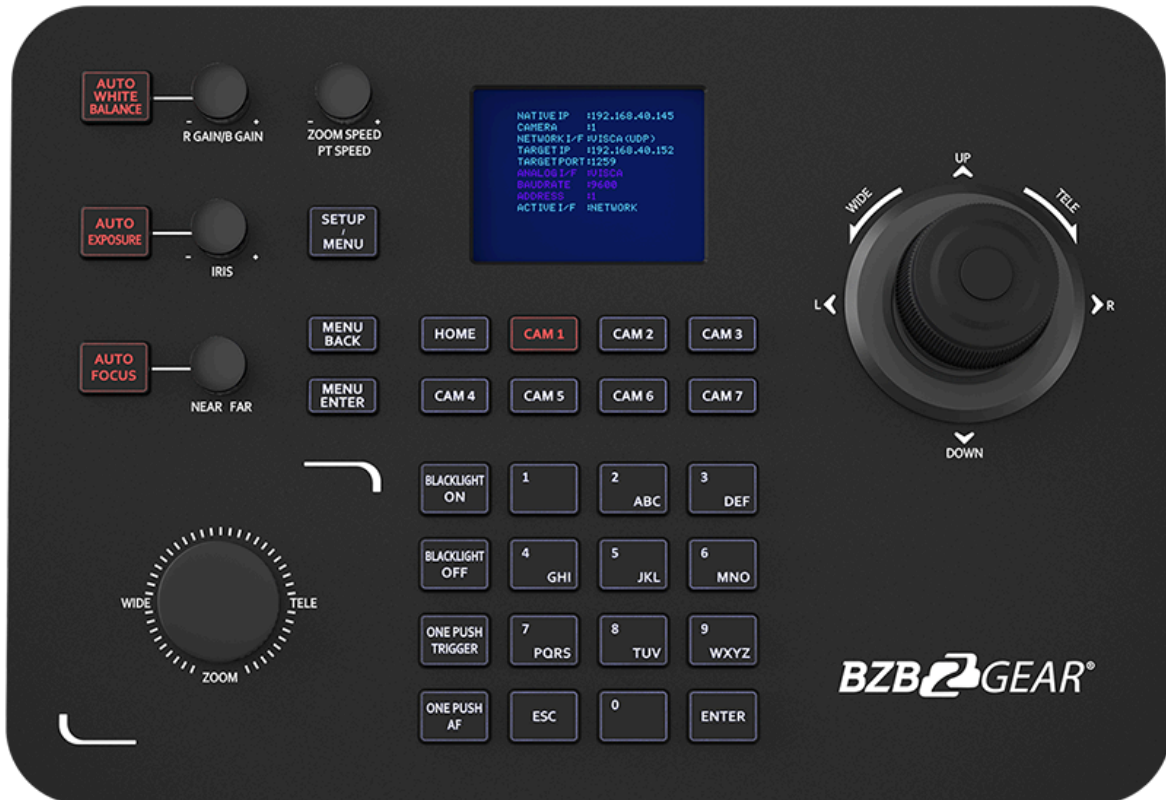 AUTO
WHITE
BALANCE
- +
R GAIN/B GAIN
- +
ZOOM SPEED
PT SPEED
NATIVE IP :192.168.40.145
CAMERA :1
NETWORK I/F :VISCA(UDP)
TARGET IP :192.168.40.152
TARGET PORT :1259
ANALOG I/F :VISCA
BAUDRATE :9600
ADDRESS :1
ACTIVE I/F :NETWORK
UP
WIDE
TELE
L
R
DOWN
AUTO
EXPOSURE
- +
IRIS
SETUP
/
MENU
MENU
BACK
HOME
CAM 1
CAM 2
CAM 3
AUTO
FOCUS
NEAR FAR
MENU
ENTER
CAM 4
CAM 5
CAM 6
CAM 7
BLACKLIGHT
ON
1
2
ABC
3
DEF
BLACKLIGHT
OFF
4
GHI
5
JKL
6
MNO
WIDE
TELE
ZOOM
ONE PUSH
TRIGGER
7
PQRS
8
TUV
9
WXYZ
ONE PUSH
AF
ESC
0
ENTER
BZBGEAR®